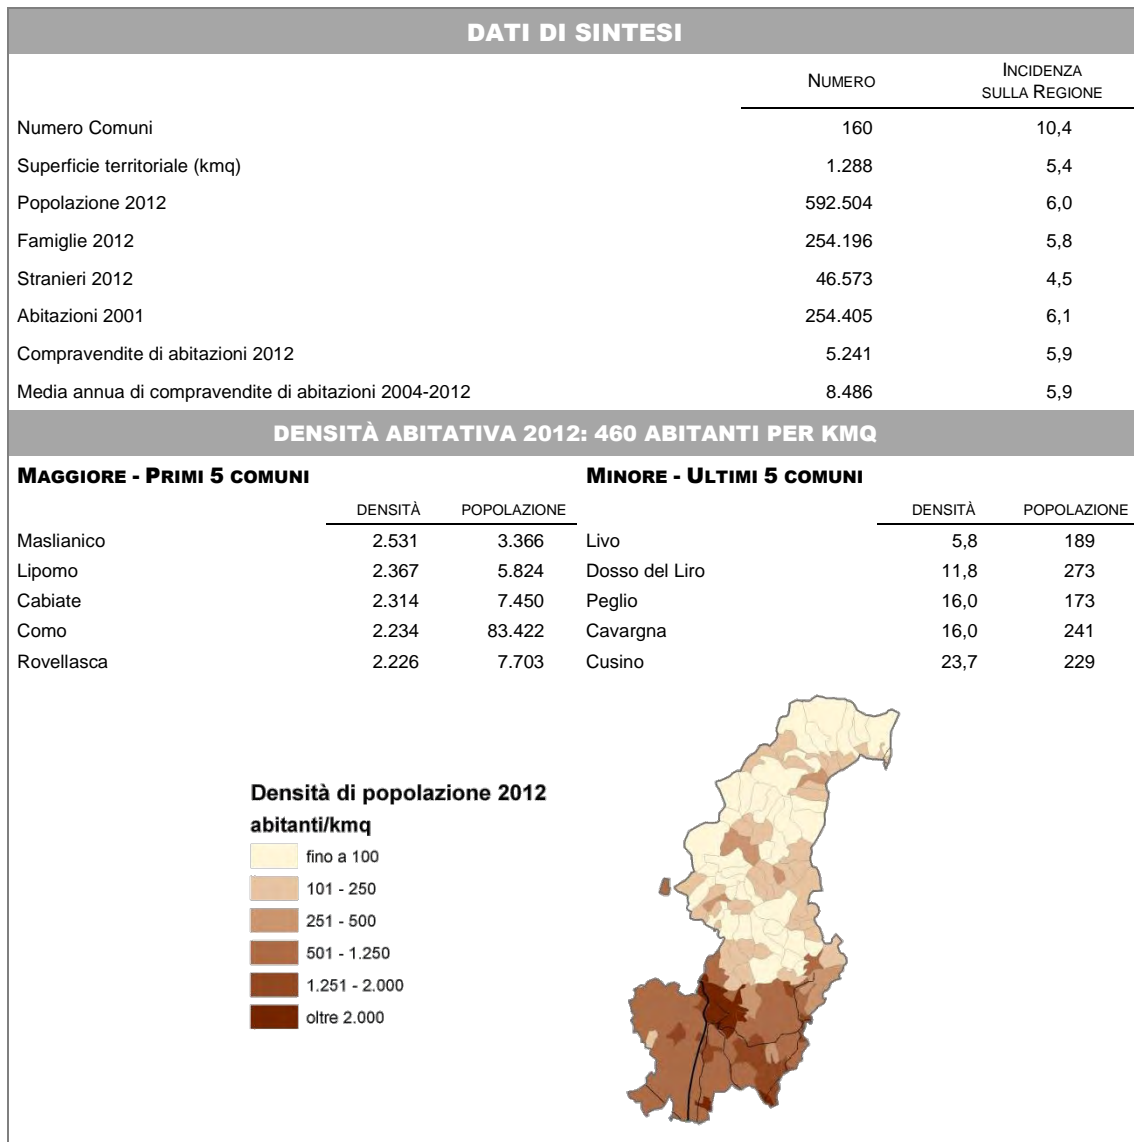 DATI DI SINTESI
NUMERO INCIDENZA SULLA REGIONE
Numero Comuni 160 10,4
Superficie territoriale (kmq) 1.288 5,4
Popolazione 2012 592.504 6,0
Famiglie 2012 254.196 5,8
Stranieri 2012 46.573 4,5
Abitazioni 2001 254.405 6,1
Compravendite di abitazioni 2012 5.241 5,9
Media annua di compravendite di abitazioni 2004-2012 8.486 5,9
DENSITÀ ABITATIVA 2012: 460 ABITANTI PER KMQ
MAGGIORE - PRIMI 5 COMUNI MINORE - ULTIMI 5 COMUNI
DENSITÀ POPOLAZIONE DENSITÀ POPOLAZIONE
Maslianico 2.531 3.366 Livo 5,8 189
Lipomo 2.367 5.824 Dosso del Liro 11,8 273
Cabiate 2.314 7.450 Peglio 16,0 173
Como 2.234 83.422 Cavargna 16,0 241
Rovellasca 2.226 7.703 Cusino 23,7 229
Densità di popolazione 2012
abitanti/kmq
fino a 100
101 - 250
251 - 500
501 - 1.250
1.251 - 2.000
oltre 2.000